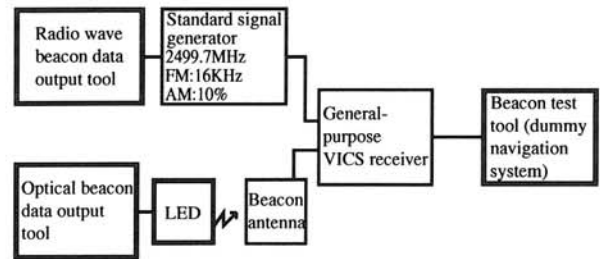 Radio wave
beacon data
output tool
Standard signal
generator
2499.7MHz
FM:16KHz
AM:10%
General-
purpose
VICS receiver
Beacon test
tool (dummy
navigation
system)
Optical beacon
data output
tool
LED
Beacon
antenna